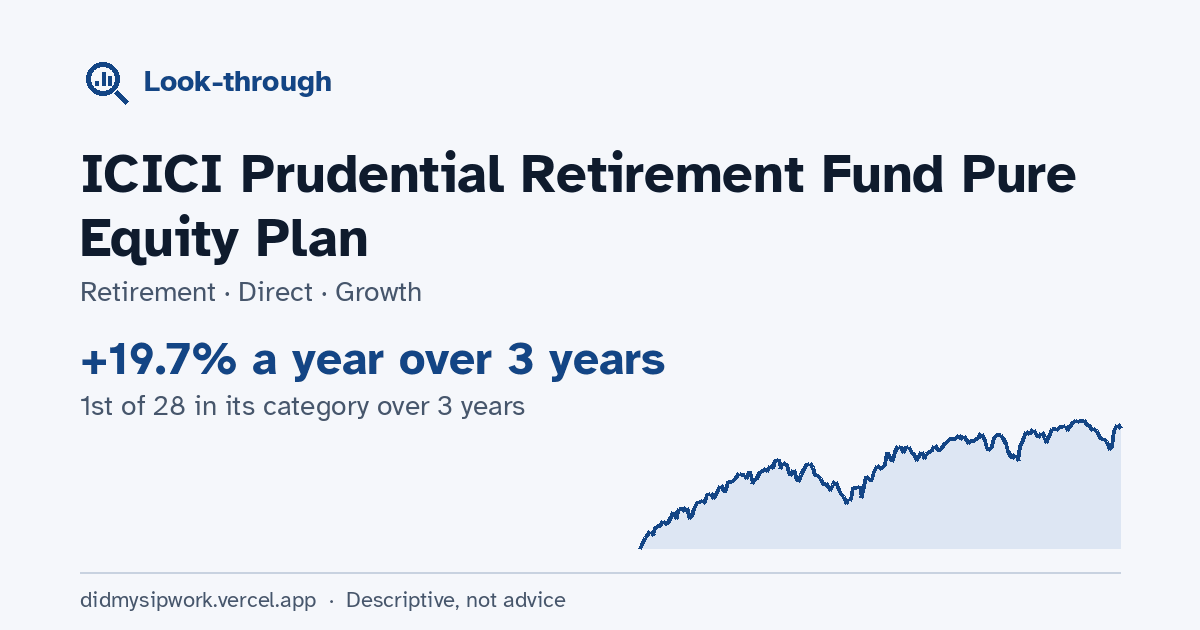 Look-through
ICICI Prudential Retirement Fund Pure
Equity Plan
Retirement · Direct · Growth
+19.7% a year over 3 years
1st of 28 in its category over 3 years
didmysipwork.vercel.app · Descriptive, not advice